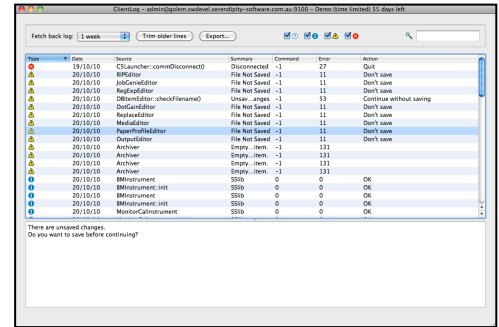 ClientLog – admin@golem.swdevel.serendipity-software.com.au:9100 – Demo (time limited) 55 days left
Fetch back log: 1 week Trim older lines Export...
Type Date Source Summary Command Error Action
19/10/10 CSLauncher::commDisconnect() Disconnected -1 27 Quit
20/10/10 RIPEditor File Not Saved -1 11 Don't save
20/10/10 JobGenieEditor File Not Saved -1 11 Don't save
20/10/10 RegExpEditor File Not Saved -1 11 Don't save
20/10/10 DBItemEditor::checkFilename() Unsav...anges -1 53 Continue without saving
20/10/10 DotGainEditor File Not Saved -1 11 Don't save
20/10/10 ReplaceEditor File Not Saved -1 11 Don't save
20/10/10 MediaEditor File Not Saved -1 11 Don't save
20/10/10 PaperProfileEditor File Not Saved -1 11 Don't save
20/10/10 OutputEditor File Not Saved -1 11 Don't save
20/10/10 Archiver Empty...item. -1 131
20/10/10 Archiver Empty...item. -1 131
20/10/10 Archiver Empty...item. -1 131
20/10/10 Archiver Empty...item. -1 131
20/10/10 BMInstrument SSlib 0 0 OK
20/10/10 BMInstrument::init SSlib 0 0 OK
20/10/10 BMInstrument SSlib 0 0 OK
20/10/10 BMInstrument::init SSlib 0 0 OK
20/10/10 MonitorCalInstrument SSlib 0 0 OK
There are unsaved changes.
Do you want to save before continuing?